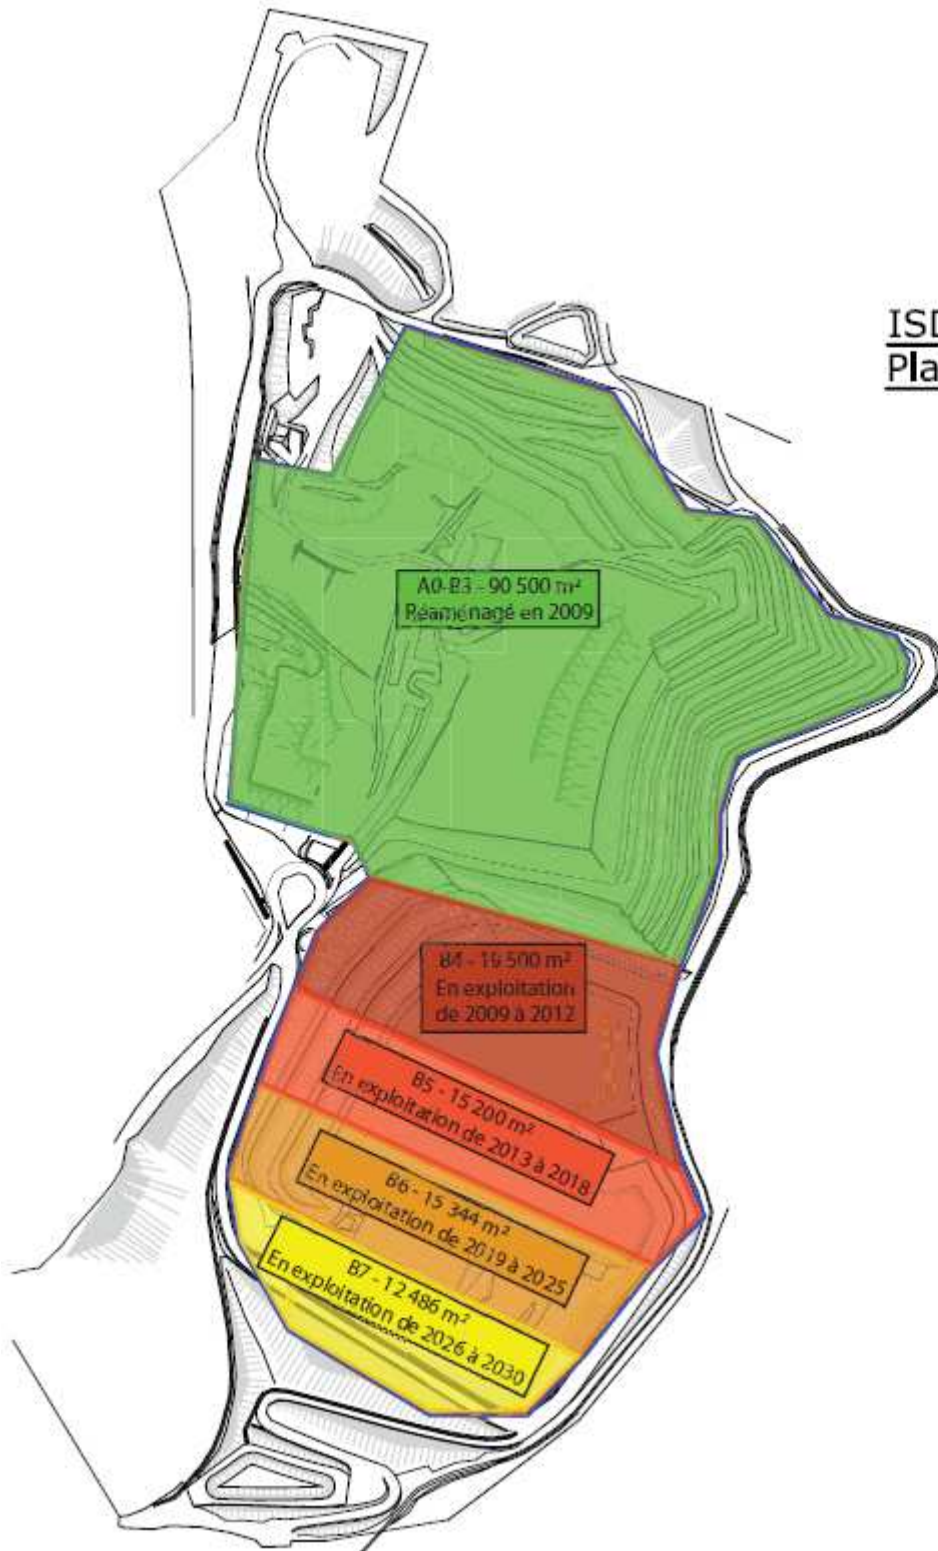 ISD
Pla
A0-B3 - 90 500 m²
Réaménagé en 2009
B4 - 19 500 m²
En exploitation
de 2009 à 2012
B5 - 15 200 m²
En exploitation de 2013 à 2018
B6 - 15 344 m²
En exploitation de 2019 à 2025
B7 - 12 486 m²
En exploitation de 2026 à 2030